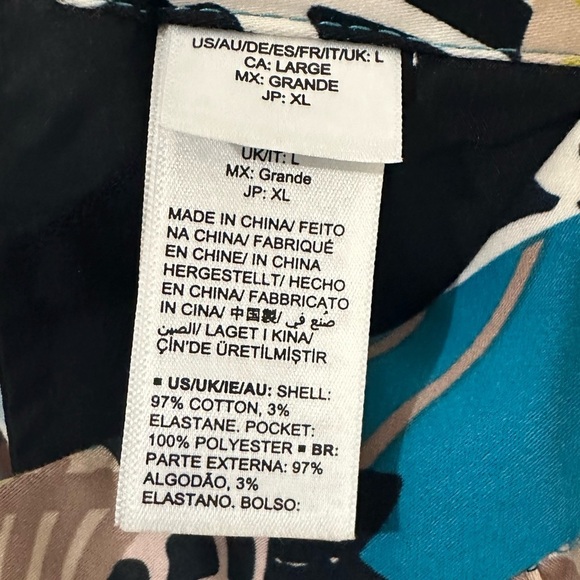 US/AU/DE/ES/FR/IT/UK: L
CA: LARGE
MX: GRANDE
JP: XL
UK/IT: L
MX: Grande
JP: XL
MADE IN CHINA/ FEITO
NA CHINA/ FABRIQUÉ
EN CHINE/ IN CHINA
HERGESTELLT/ HECHO
EN CHINA/ FABBRICATO
IN CINA/ 中国製/ صُنع في
الصين/ LAGET I KINA/
ÇİN'DE ÜRETİLMİŞTİR
▪ US/UK/IE/AU: SHELL:
97% COTTON, 3%
ELASTANE. POCKET:
100% POLYESTER ▪ BR:
PARTE EXTERNA: 97%
ALGODÃO, 3%
ELASTANO. BOLSO: